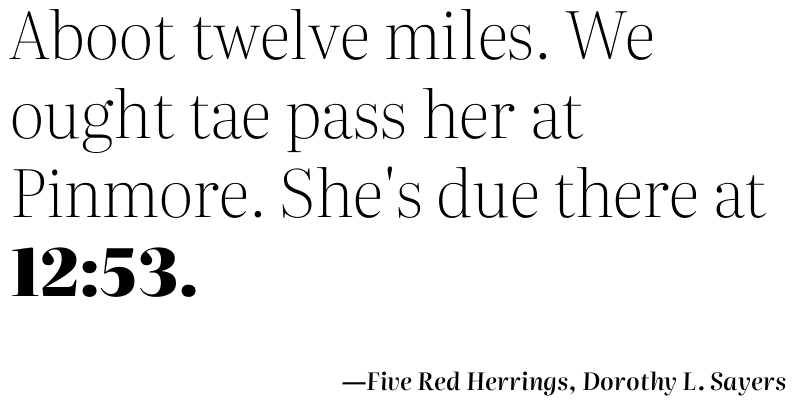 Aboot twelve miles. We
ought tae pass her at
Pinmore. She's due there at
12:53.
—Five Red Herrings, Dorothy L. Sayers